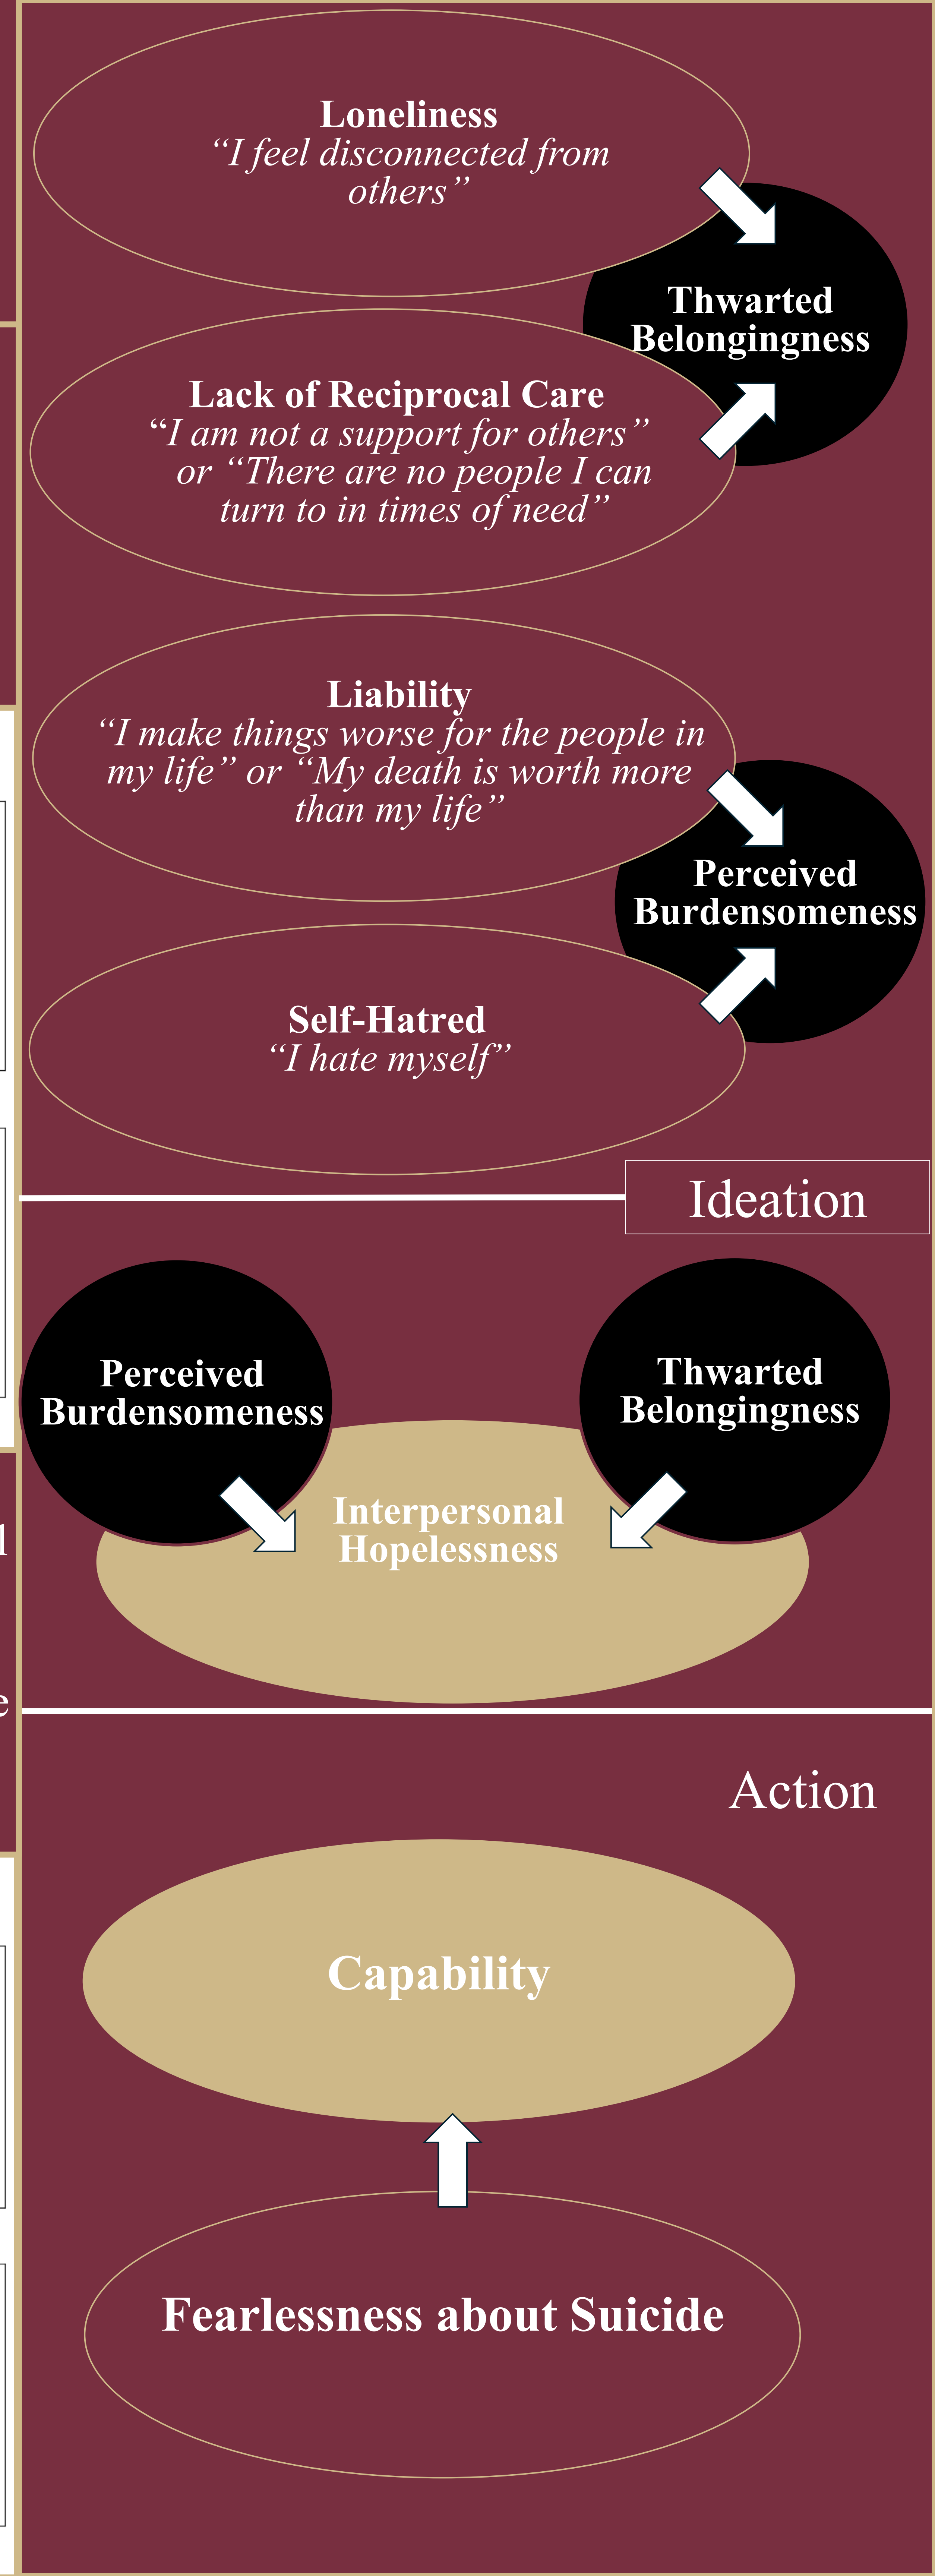 Loneliness
“I feel disconnected from
others”
Thwarted
Belongingness
Lack of Reciprocal Care
“I am not a support for others”
or “There are no people I can
turn to in times of need”
Liability
“I make things worse for the people in
my life” or “My death is worth more
than my life”
Perceived
Burdensomeness
Self-Hatred
“I hate myself”
Ideation
Perceived
Burdensomeness
Thwarted
Belongingness
Interpersonal
Hopelessness
Action
Capability
Fearlessness about Suicide